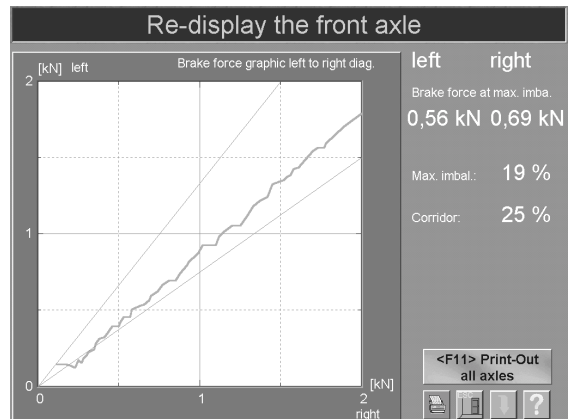 Re-display the front axle
[kN] left
Brake force graphic left to right diag.
2
1
0
0
1
2
[kN]
right
left right
Brake force at max. imba.
0,56 kN 0,69 kN
Max. imbal.: 19 %
Corridor: 25 %
<F11> Print-Out
all axles
?